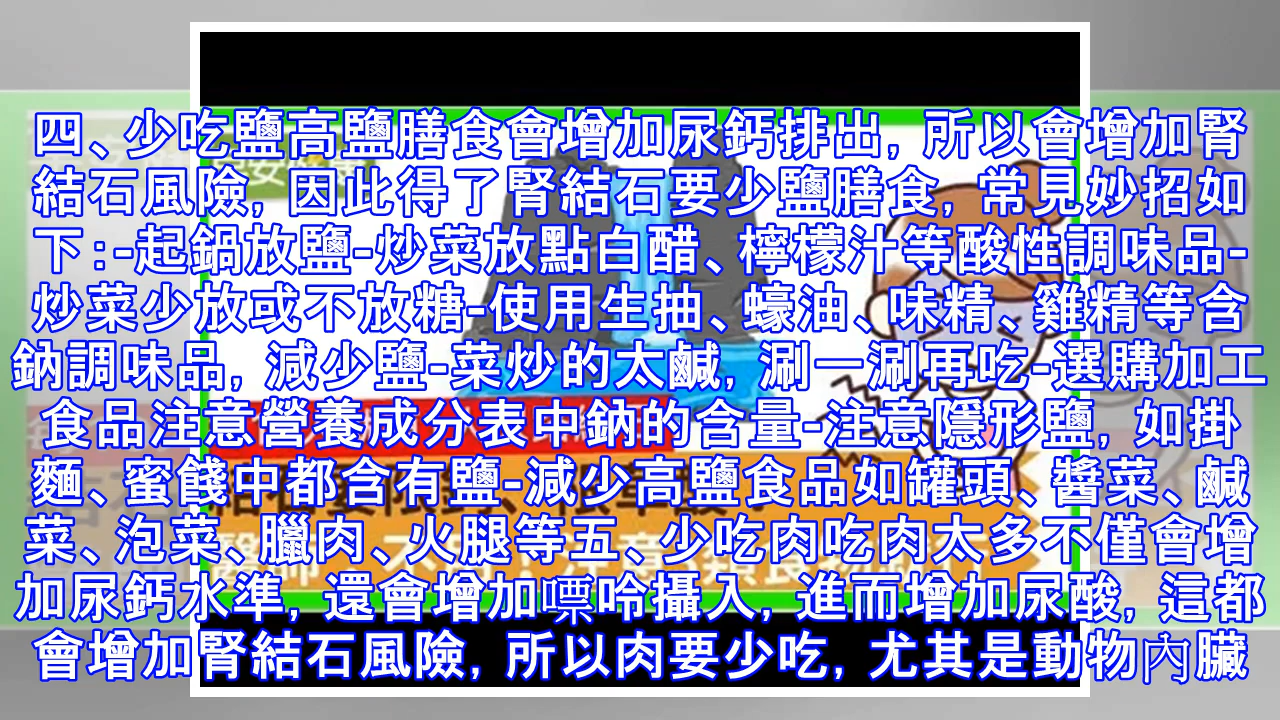 四、少吃鹽高鹽膳食會增加尿鈣排出, 所以會增加腎
結石風險, 因此得了腎結石要少鹽膳食, 常見妙招如
下:-起鍋放鹽-炒菜放點白醋、檸檬汁等酸性調味品-
炒菜少放或不放糖-使用生抽、蠔油、味精、雞精等含
鈉調味品, 減少鹽-菜炒的太鹹, 涮一涮再吃-選購加工
食品注意營養成分表中鈉的含量-注意隱形鹽, 如掛
麵、蜜餞中都含有鹽-減少高鹽食品如罐頭、醬菜、鹹
菜、泡菜、臘肉、火腿等五、少吃肉吃肉太多不僅會增
加尿鈣水準, 還會增加嘌呤攝入, 進而增加尿酸, 這都
會增加腎結石風險, 所以肉要少吃, 尤其是動物內臟